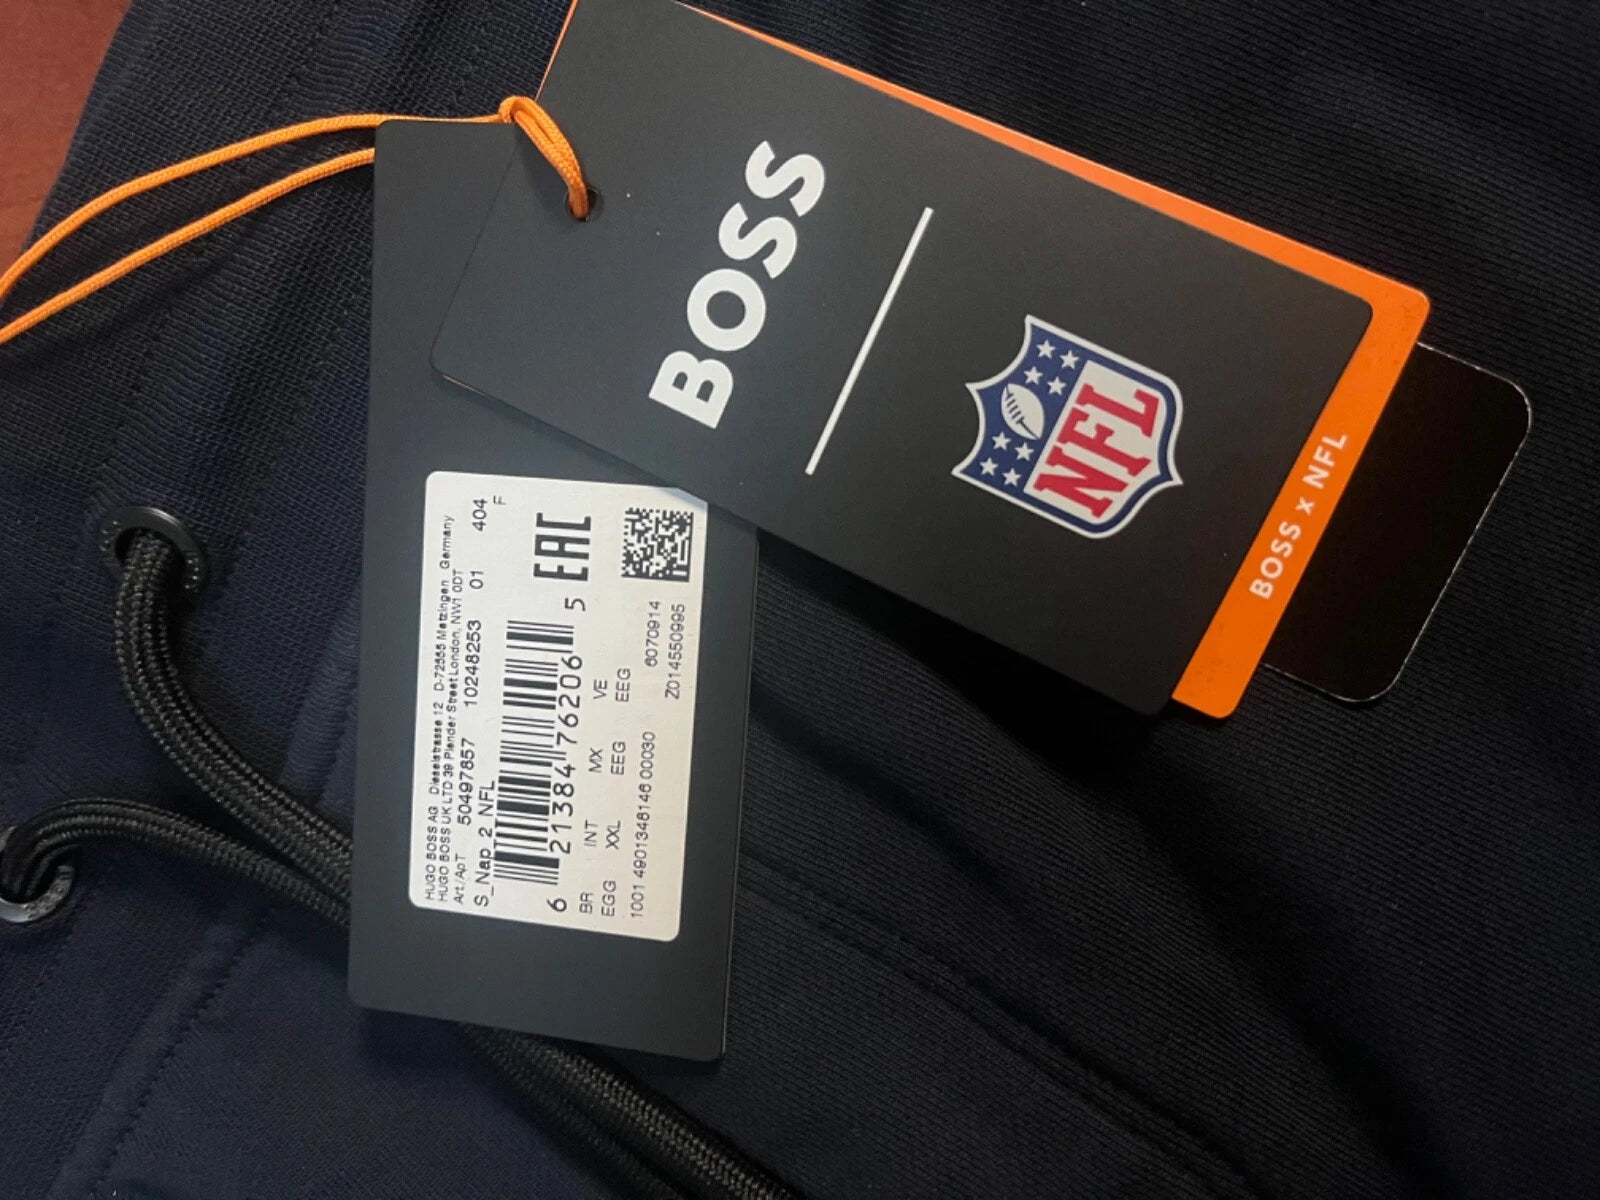 BOSS
NFL
BOSS x NFL
HUGO BOSS AG Dieselstrasse 12 D-72555 Metzingen Germany
HUGO BOSS UK LTD 39 Plender Street London, NW1 0DT
Art./Ap T 50497857 10248253 01 404
S_Nap 2 NFL F
6 21384 76206 5
EAC
BR INT MX VE
EGG XXL EEG EEG
6070914
1001 4901348146 00030 Z014550995